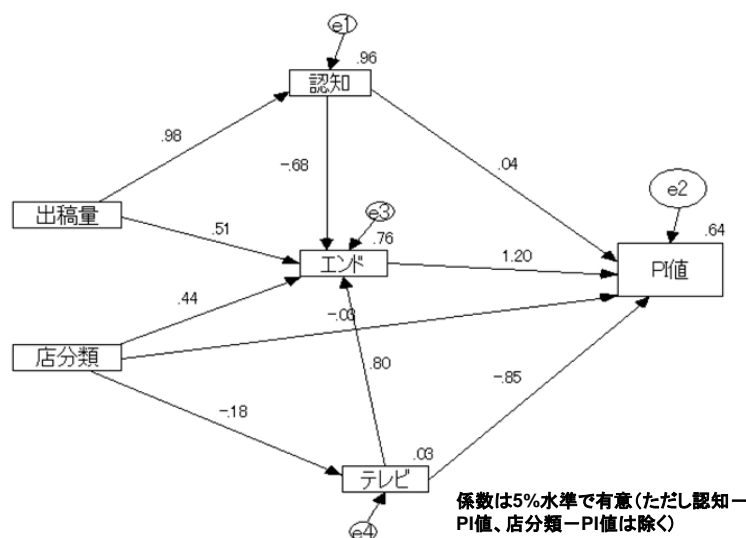 e1
.96
認知
.98
-.68
.04
e2
出稿量
e3
.64
.51
.76
エンド
1.20
PI値
.44
-.03
店分類
.80
-.85
-.18
.03
テレビ
係数は5%水準で有意(ただし認知－
PI値、店分類－PI値は除く)
e4